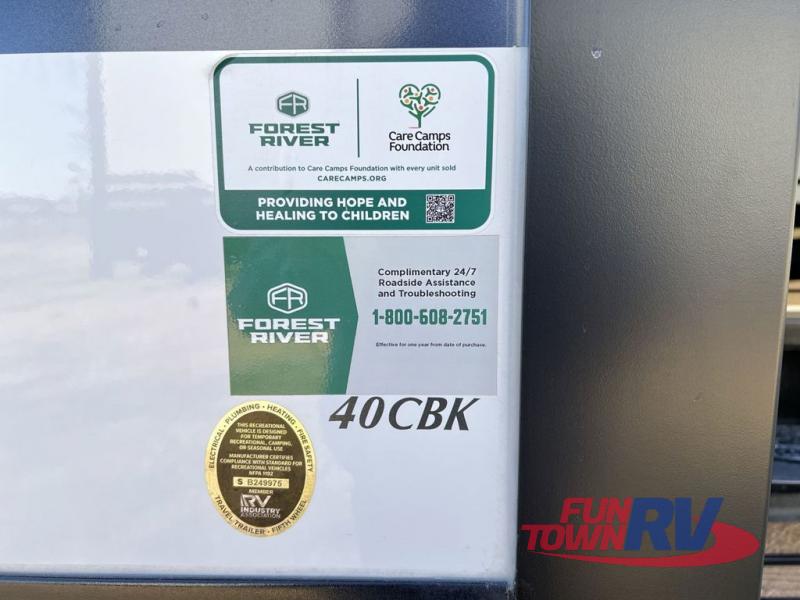 FR
FOREST
RIVER
Care Camps
Foundation
A contribution to Care Camps Foundation with every unit sold
CARECAMPS.ORG
PROVIDING HOPE AND
HEALING TO CHILDREN
FR
FOREST
RIVER
Complimentary 24/7
Roadside Assistance
and Troubleshooting
1-800-608-2751
Effective for one year from date of purchase.
40CBK
ELECTRICAL • PLUMBING • HEATING • FIRE SAFETY
THIS RECREATIONAL
VEHICLE IS DESIGNED
FOR TEMPORARY
RECREATIONAL, CAMPING,
OR SEASONAL USE
MANUFACTURER CERTIFIES
COMPLIANCE WITH STANDARD FOR
RECREATIONAL VEHICLES
NFPA 1192
S B249975
MEMBER
RV
INDUSTRY
ASSOCIATION
TRAVEL TRAILER • FIFTH WHEEL
FUN
TOWN RV